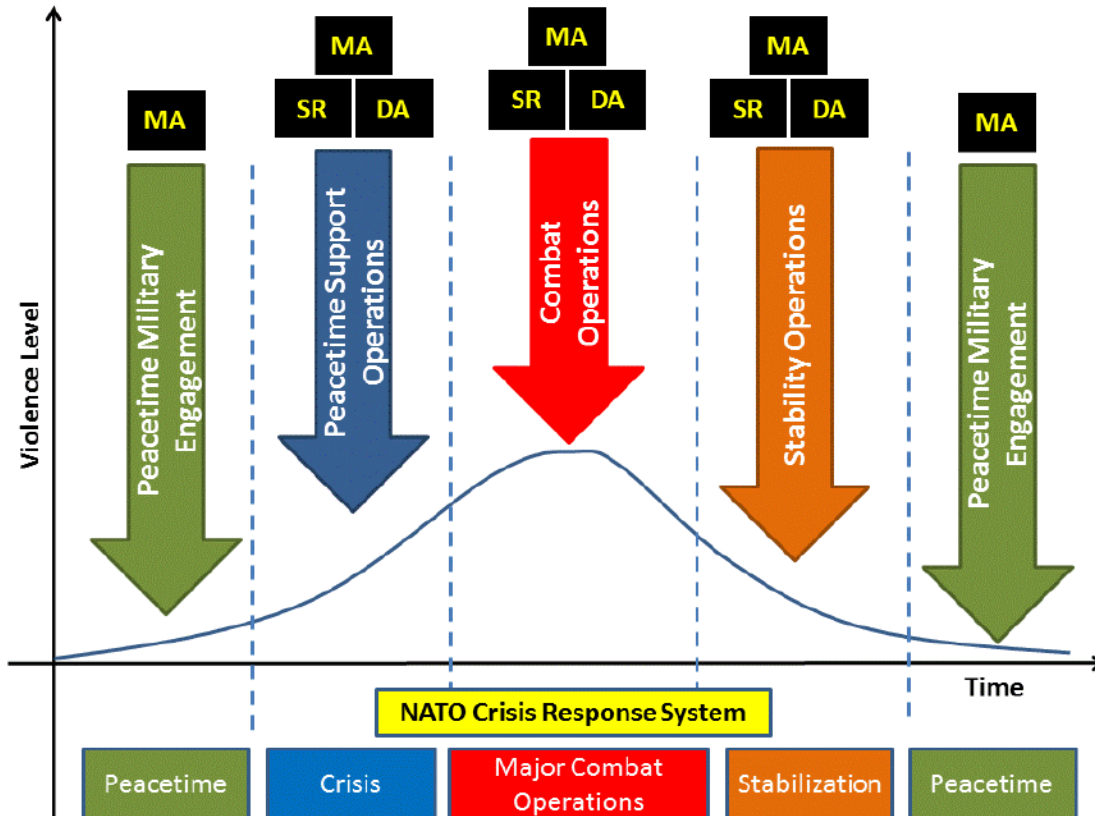 MA
MA
SR DA
MA
SR DA
MA
SR DA
MA
Violence Level
Peacetime Military
Engagement
Peacetime Support
Operations
Combat
Operations
Stability Operations
Peacetime Military
Engagement
Time
NATO Crisis Response System
Peacetime
Crisis
Major Combat
Operations
Stabilization
Peacetime